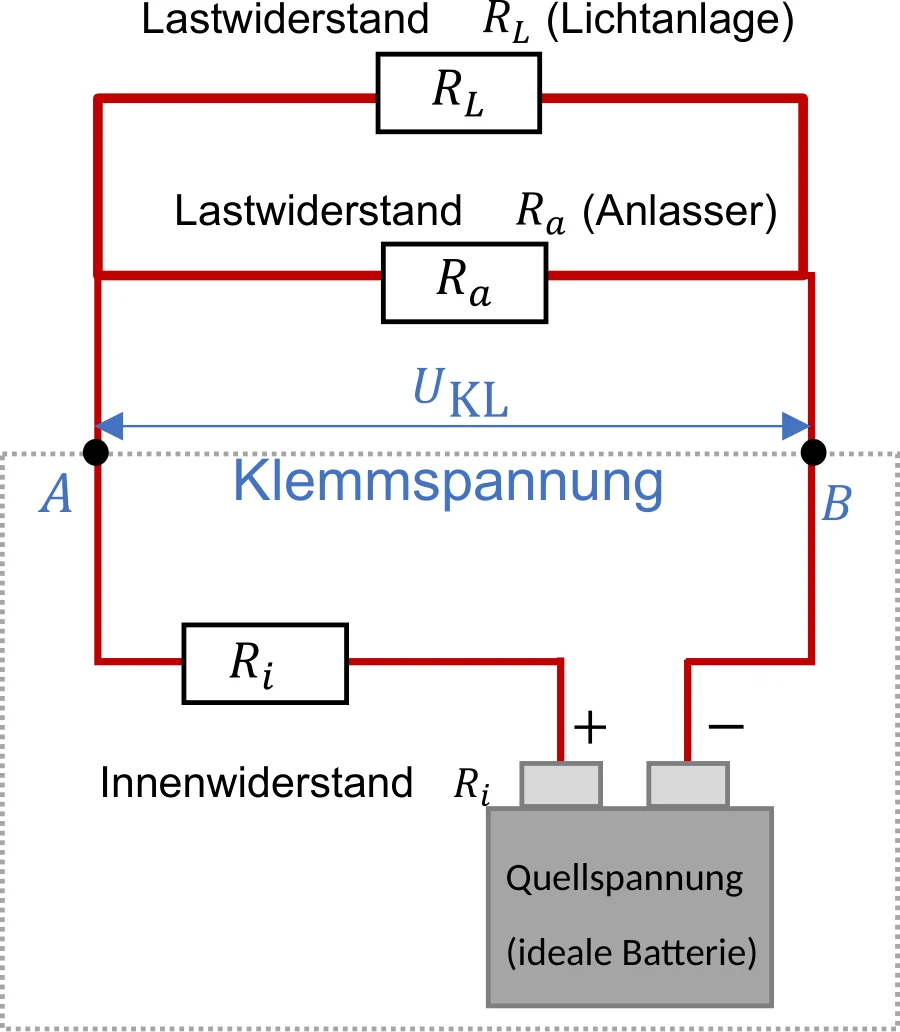 Lastwiderstand R_L (Lichtanlage)
R_L
Lastwiderstand R_a (Anlasser)
R_a
U_KL
Klemmspannung
A
B
R_i
+ −
Innenwiderstand R_i
Quellspannung
(ideale Batterie)